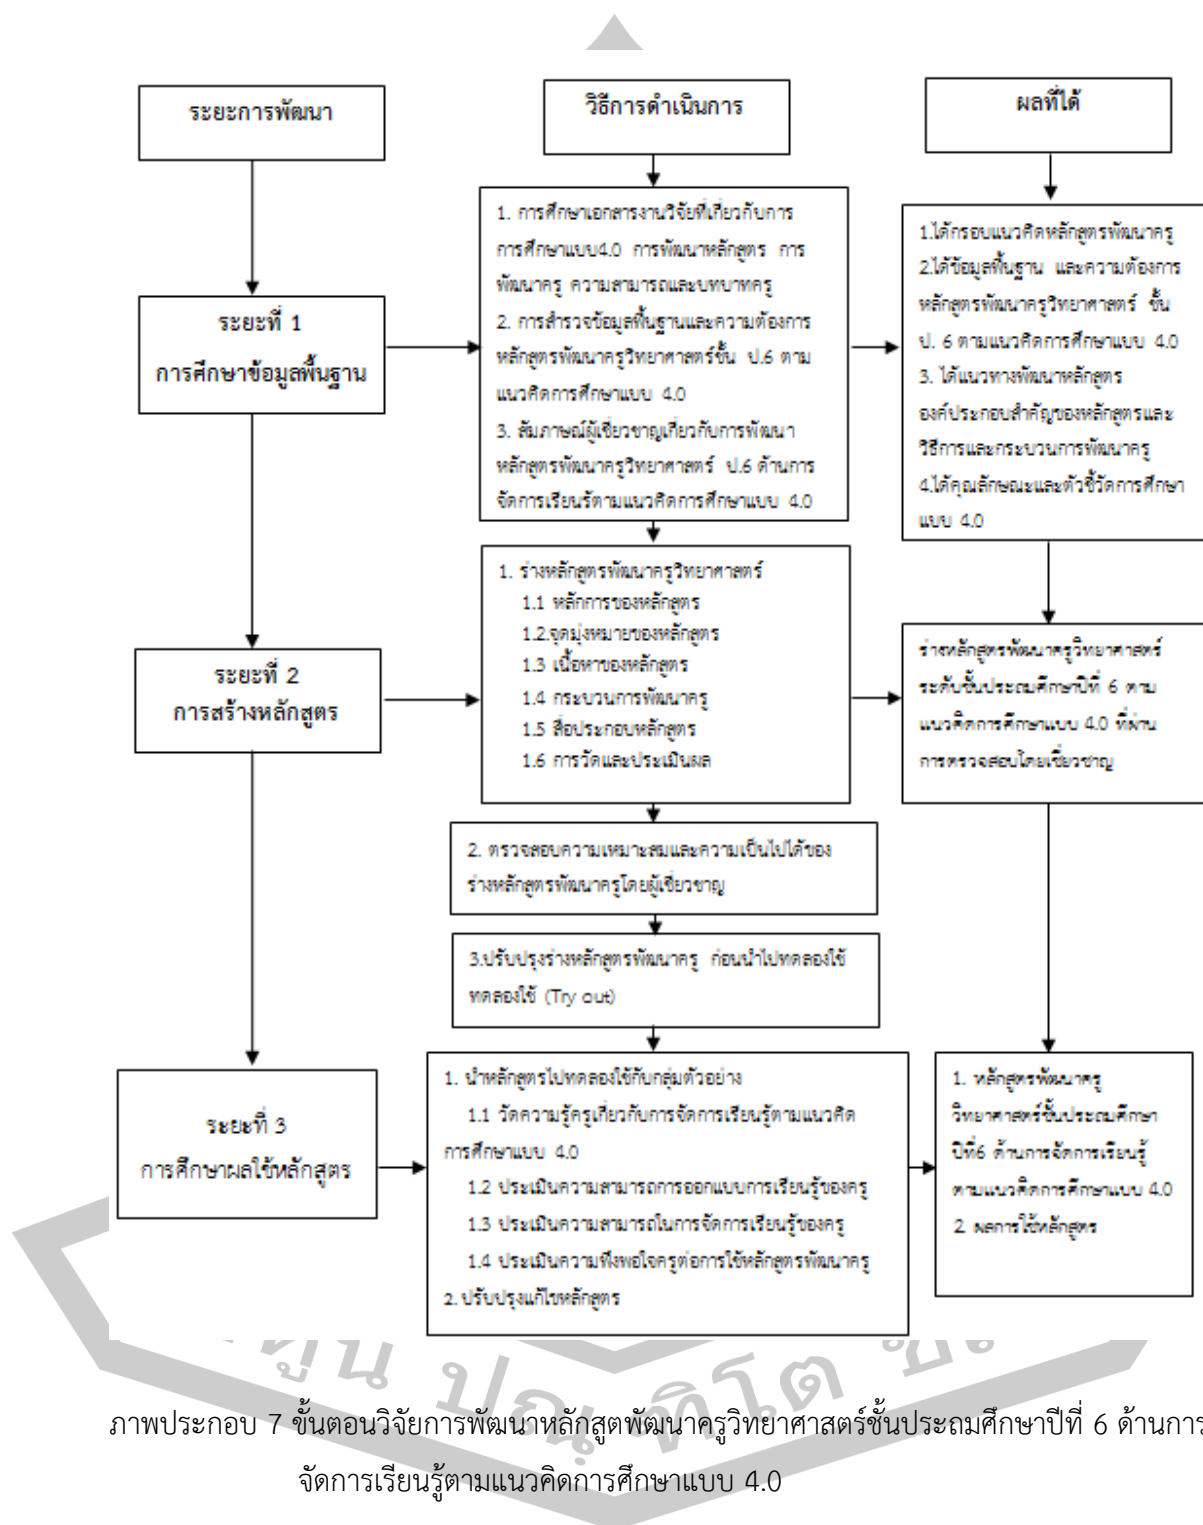 ระยะการพัฒนา
วิธีการดำเนินการ
ผลที่ได้
ระยะที่ 1
การศึกษาข้อมูลพื้นฐาน
1. การศึกษาเอกสารงานวิจัยที่เกี่ยวกับการ
การศึกษาแบบ4.0 การพัฒนาหลักสูตร การ
พัฒนาครู ความสามารถและบทบาทครู
2. การสำรวจข้อมูลพื้นฐานและความต้องการ
หลักสูตรพัฒนาครูวิทยาศาสตร์ชั้น ป.6 ตาม
แนวคิดการศึกษาแบบ 4.0
3. สัมภาษณ์ผู้เชี่ยวชาญเกี่ยวกับการพัฒนา
หลักสูตรพัฒนาครูวิทยาศาสตร์ ป.6 ด้านการ
จัดการเรียนรู้ตามแนวคิดการศึกษาแบบ 4.0
1.ได้กรอบแนวคิดหลักสูตรพัฒนาครู
2.ได้ข้อมูลพื้นฐาน และความต้องการ
หลักสูตรพัฒนาครูวิทยาศาสตร์ ชั้น
ป. 6 ตามแนวคิดการศึกษาแบบ 4.0
3. ได้แนวทางพัฒนาหลักสูตร
องค์ประกอบสำคัญของหลักสูตรและ
วิธีการและกระบวนการพัฒนาครู
4.ได้คุณลักษณะและตัวชี้วัดการศึกษา
แบบ 4.0
ระยะที่ 2
การสร้างหลักสูตร
1. ร่างหลักสูตรพัฒนาครูวิทยาศาสตร์
1.1 หลักการของหลักสูตร
1.2.จุดมุ่งหมายของหลักสูตร
1.3 เนื้อหาของหลักสูตร
1.4 กระบวนการพัฒนาครู
1.5 สื่อประกอบหลักสูตร
1.6 การวัดและประเมินผล
ร่างหลักสูตรพัฒนาครูวิทยาศาสตร์
ระดับชั้นประถมศึกษาปีที่ 6 ตาม
แนวคิดการศึกษาแบบ 4.0 ที่ผ่าน
การตรวจสอบโดยเชี่ยวชาญ
2. ตรวจสอบความเหมาะสมและความเป็นไปได้ของ
ร่างหลักสูตรพัฒนาครูโดยผู้เชี่ยวชาญ
3.ปรับปรุงร่างหลักสูตรพัฒนาครู ก่อนนำไปทดลองใช้
ทดลองใช้ (Try out)
ระยะที่ 3
การศึกษาผลใช้หลักสูตร
1. นำหลักสูตรไปทดลองใช้กับกลุ่มตัวอย่าง
1.1 วัดความรู้ครูเกี่ยวกับการจัดการเรียนรู้ตามแนวคิด
การศึกษาแบบ 4.0
1.2 ประเมินความสามารถการออกแบบการเรียนรู้ของครู
1.3 ประเมินความสามารถในการจัดการเรียนรู้ของครู
1.4 ประเมินความพึงพอใจครูต่อการใช้หลักสูตรพัฒนาครู
2. ปรับปรุงแก้ไขหลักสูตร
1. หลักสูตรพัฒนาครู
วิทยาศาสตร์ชั้นประถมศึกษา
ปีที่6 ด้านการจัดการเรียนรู้
ตามแนวคิดการศึกษาแบบ 4.0
2. ผลการใช้หลักสูตร
ภาพประกอบ 7 ขั้นตอนวิจัยการพัฒนาหลักสูตพัฒนาครูวิทยาศาสตร์ชั้นประถมศึกษาปีที่ 6 ด้านการ
จัดการเรียนรู้ตามแนวคิดการศึกษาแบบ 4.0